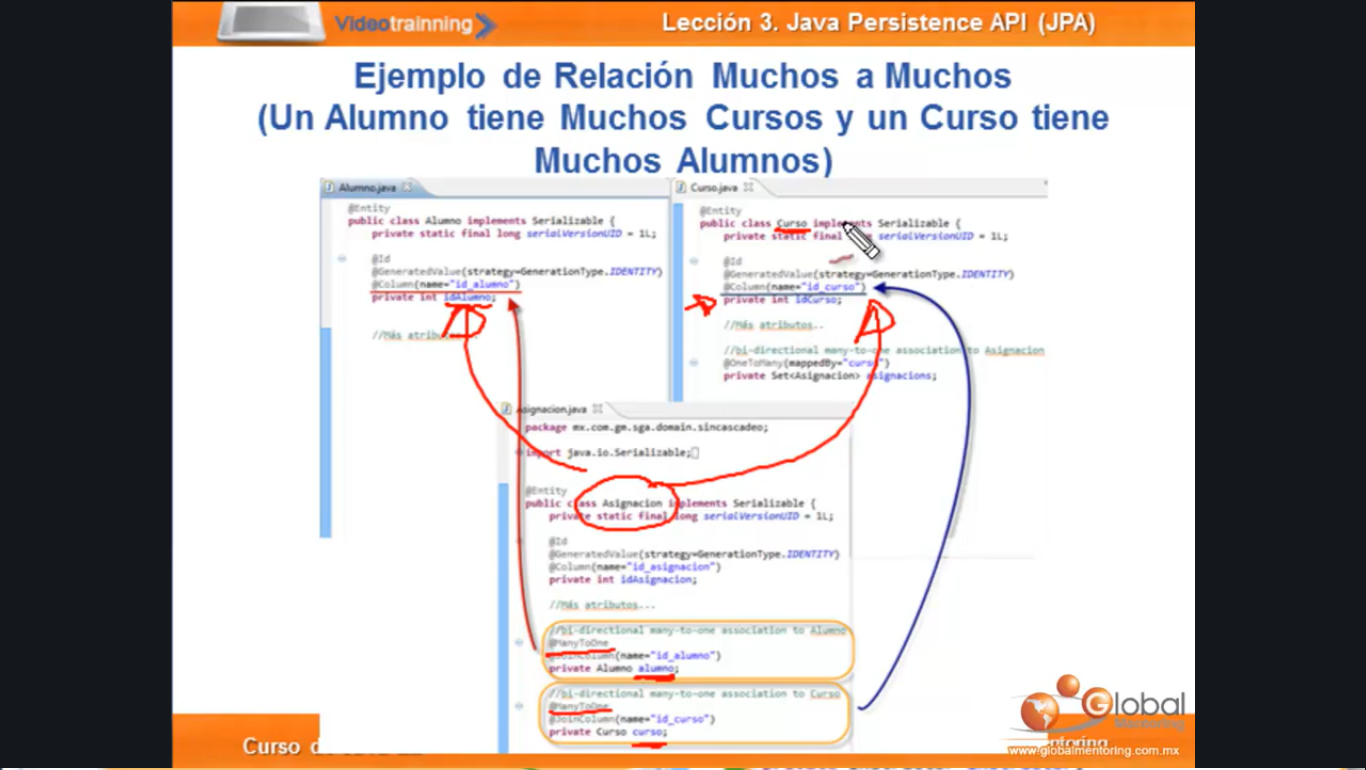 Videotrainning
Lección 3. Java Persistence API (JPA)
Ejemplo de Relación Muchos a Muchos
(Un Alumno tiene Muchos Cursos y un Curso tiene
Muchos Alumnos)
Alumno.java
@Entity
public class Alumno implements Serializable {
private static final long serialVersionUID = 1L;
@Id
@GeneratedValue(strategy=GenerationType.IDENTITY)
@Column(name="id_alumno")
private int idAlumno;
//Más
Curso.java
@Entity
public class Curso implements Serializable {
private static final long serialVersionUID = 1L;
@Id
@GeneratedValue(strategy=GenerationType.IDENTITY)
@Column(name="id_curso")
private int idCurso;
//Más atributos..
//bi-directional many-to-one association to Asignacion
@OneToMany(mappedBy="curso")
private Set<Asignacion> asignacions;
Asignacion.java
package mx.com.gm.sga.domain.sincascadeo;
import java.io.Serializable;
@Entity
public class Asignacion implements Serializable {
private static final long serialVersionUID = 1L;
@Id
@GeneratedValue(strategy=GenerationType.IDENTITY)
@Column(name="id_asignacion")
private int idAsignacion;
//Más atributos...
//bi-directional many-to-one association to Alumno
@ManyToOne
@JoinColumn(name="id_alumno")
private Alumno alumno;
//bi-directional many-to-one association to Curso
@ManyToOne
@JoinColumn(name="id_curso")
private Curso curso;
Global
Mentoring
www.globalmentoring.com.mx
Curso